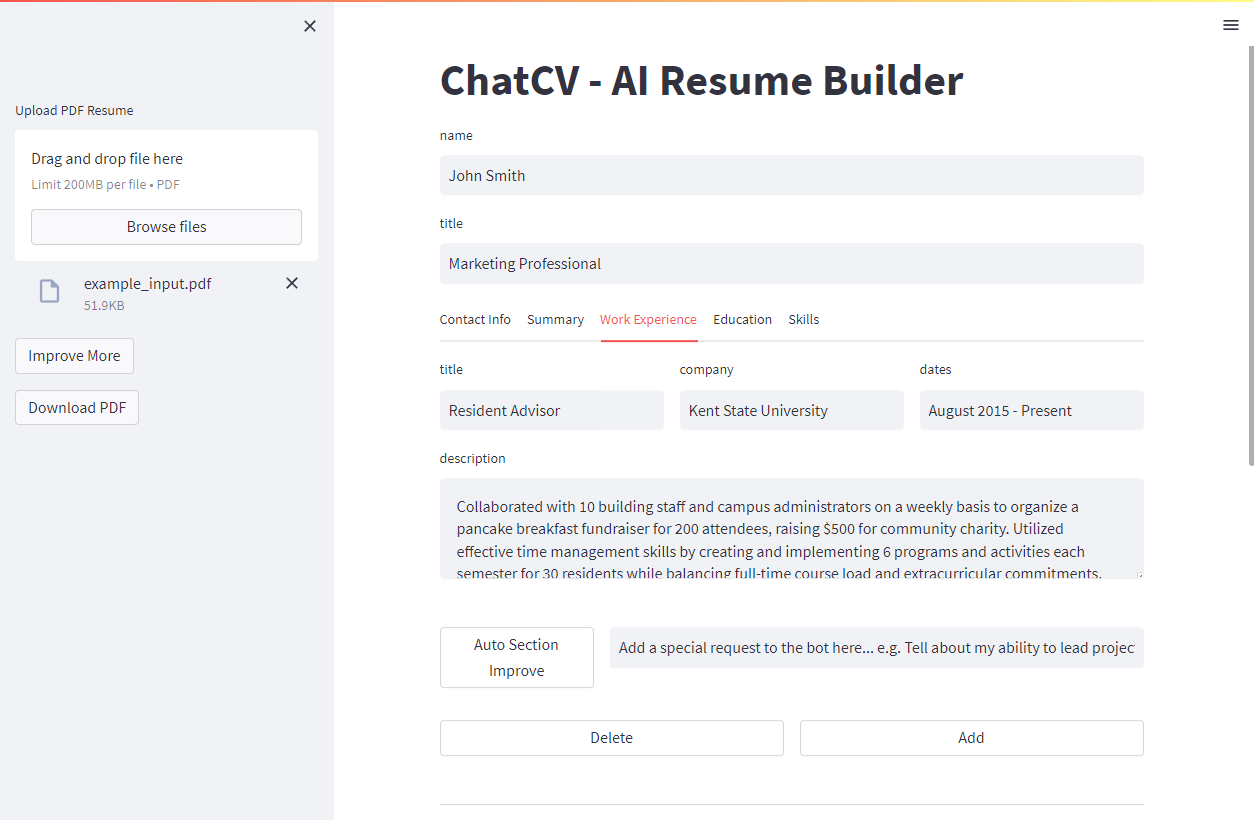 Upload PDF Resume
Drag and drop file here
Limit 200MB per file • PDF
Browse files
example_input.pdf
51.9KB
Improve More
Download PDF
ChatCV - AI Resume Builder
name
John Smith
title
Marketing Professional
Contact Info Summary Work Experience Education Skills
title company dates
Resident Advisor Kent State University August 2015 - Present
description
Collaborated with 10 building staff and campus administrators on a weekly basis to organize a
pancake breakfast fundraiser for 200 attendees, raising $500 for community charity. Utilized
effective time management skills by creating and implementing 6 programs and activities each
semester for 30 residents while balancing full-time course load and extracurricular commitments.
Auto Section
Improve
Add a special request to the bot here... e.g. Tell about my ability to lead projec
Delete Add